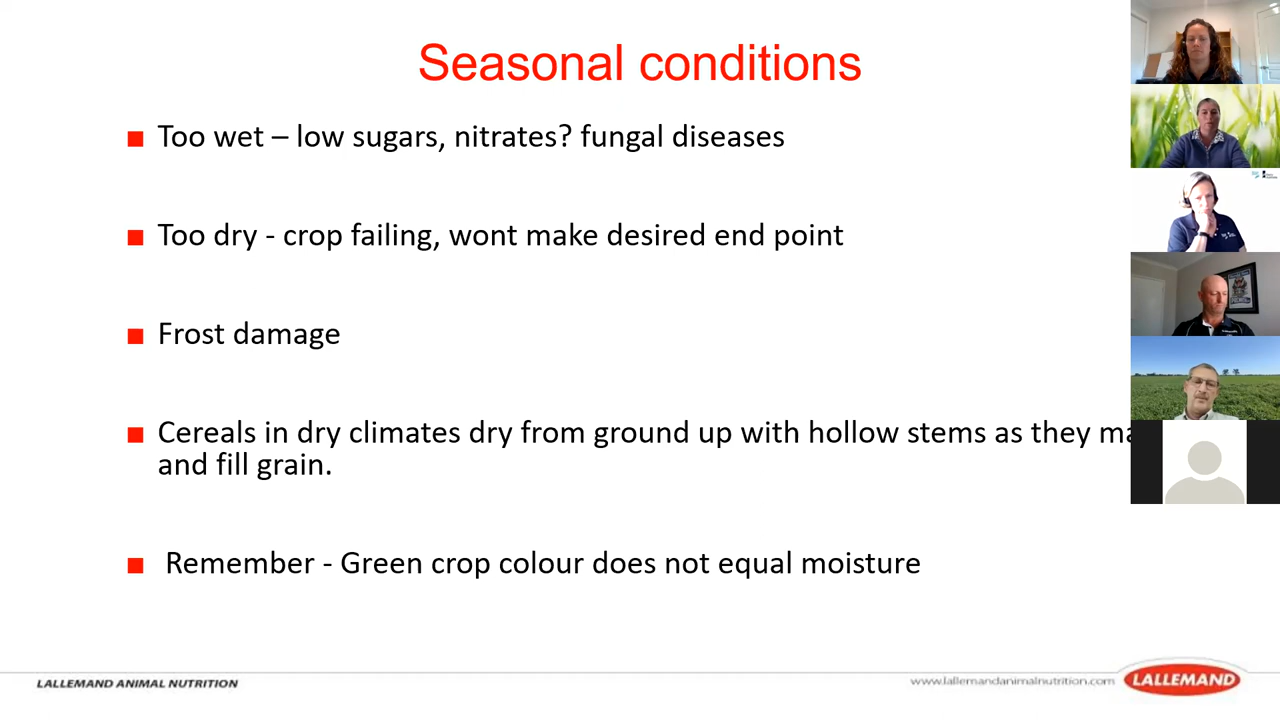 Seasonal conditions
Too wet – low sugars, nitrates? fungal diseases
Too dry - crop failing, wont make desired end point
Frost damage
Cereals in dry climates dry from ground up with hollow stems as they
and fill grain.
Remember - Green crop colour does not equal moisture
LALLEMAND ANIMAL NUTRITION
www.lallemandanimalnutrition.com
LALLEMAND